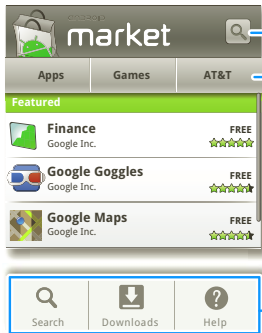 market
Apps Games AT&T
Featured
Finance
Google Inc.
FREE
Google Goggles
Google Inc.
FREE
Google Maps
Google Inc.
FREE
Search Downloads Help